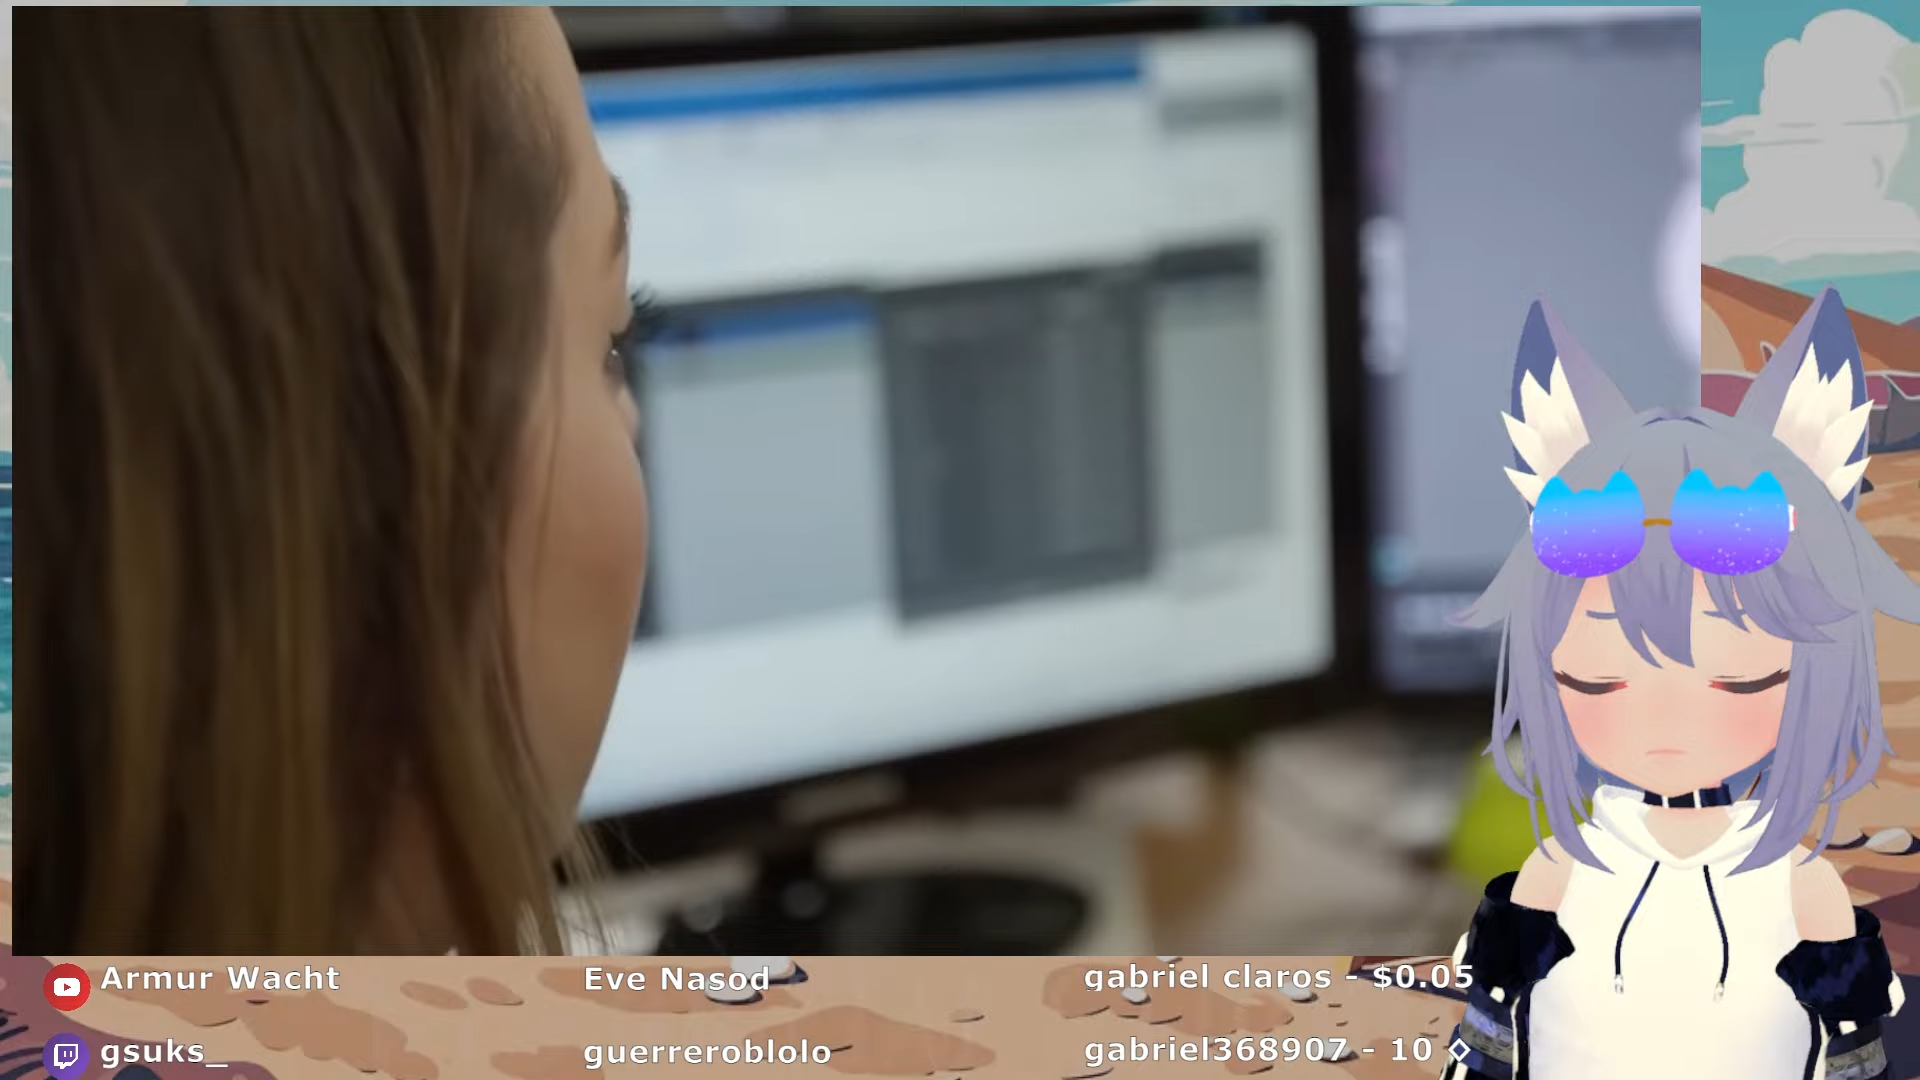 Armur Wacht
Eve Nasod
gabriel claros - $0.05
gsuks_
guerreroblolo
gabriel368907 - 10